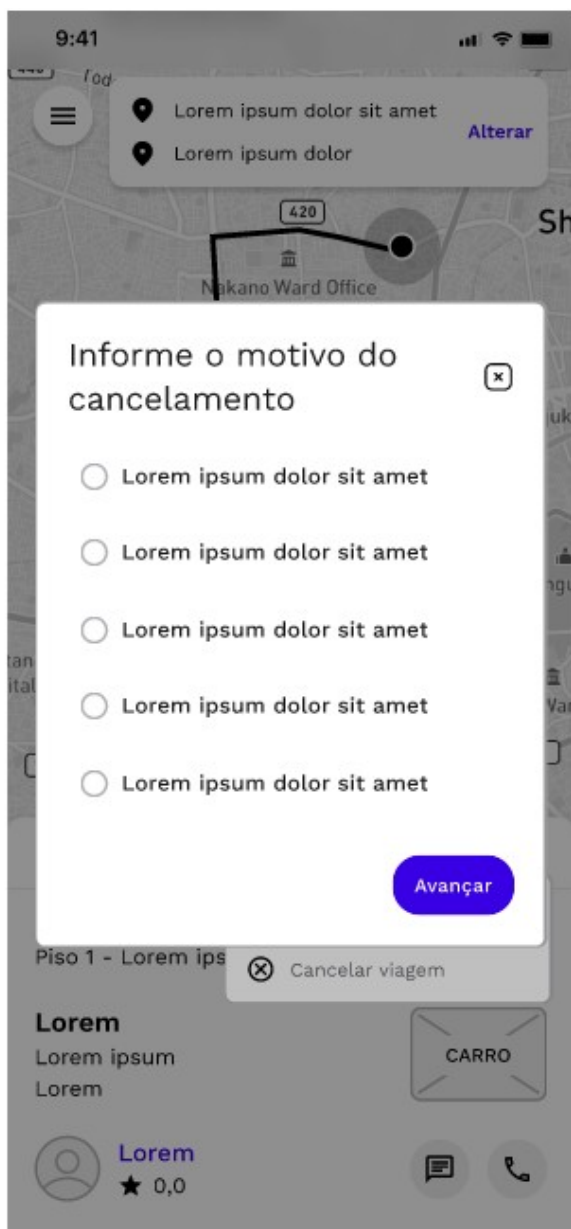 9:41
Lorem ipsum dolor sit amet
Alterar
Lorem ipsum dolor
420
Sh
Nakano Ward Office
Informe o motivo do
cancelamento
Lorem ipsum dolor sit amet
Lorem ipsum dolor sit amet
Lorem ipsum dolor sit amet
Lorem ipsum dolor sit amet
Lorem ipsum dolor sit amet
Avançar
Piso 1 - Lorem ips
Cancelar viagem
Lorem
Lorem ipsum
Lorem
CARRO
Lorem
0,0